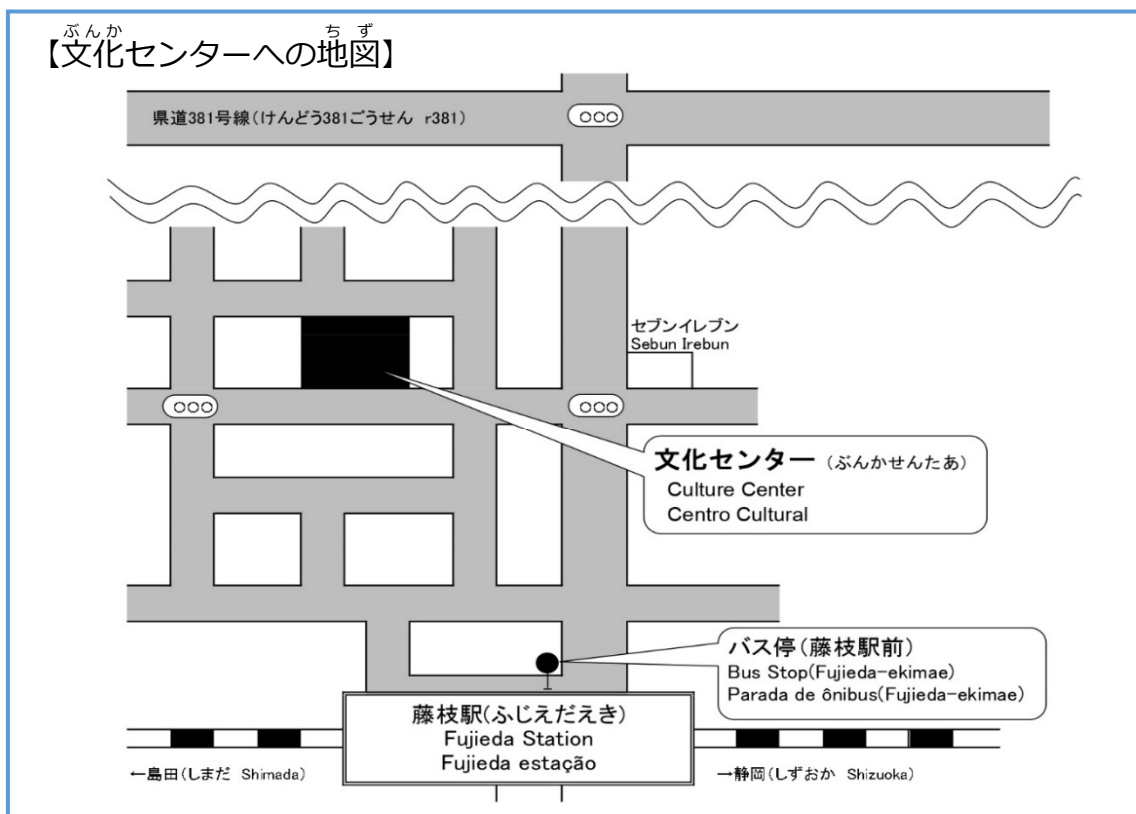 【文化センターへの地図】
ぶんか ちず
県道381号線(けんどう381ごうせん r381)
セブンイレブン
Sebun Irebun
文化センター (ぶんかせんたあ)
Culture Center
Centro Cultural
バス停(藤枝駅前)
Bus Stop(Fujieda-ekimae)
Parada de ônibus(Fujieda-ekimae)
藤枝駅(ふじえだえき)
Fujieda Station
Fujieda estação
←島田(しまだ Shimada)
→静岡(しずおか Shizuoka)